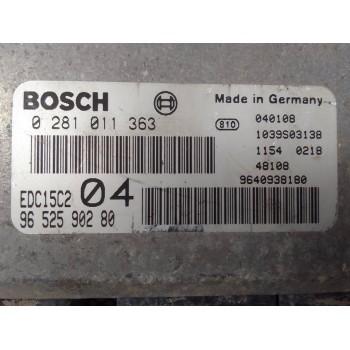 BOSCH
Made in Germany
0 281 011 363
810
040108
1039S03138
1154 0218
48108
9640938180
EDC15C2 04
96 525 902 80